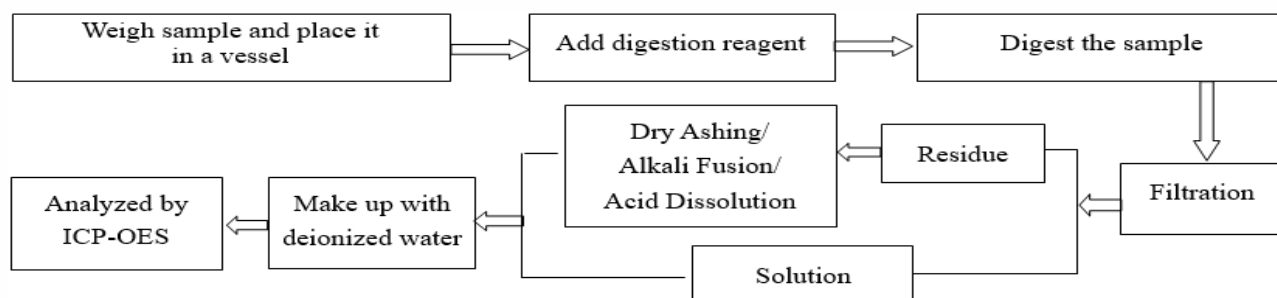 Weigh sample and place it
in a vessel
Add digestion reagent
Digest the sample
Filtration
Residue
Dry Ashing/
Alkali Fusion/
Acid Dissolution
Solution
Make up with
deionized water
Analyzed by
ICP-OES